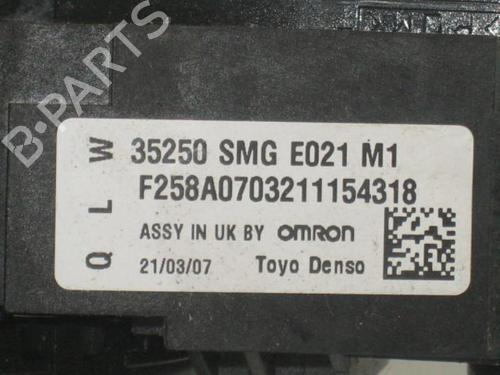 B-PARTS
W 35250 SMG E021 M1
L F258A0703211154318
ASSY IN UK BY OMRON
Q 21/03/07 Toyo Denso